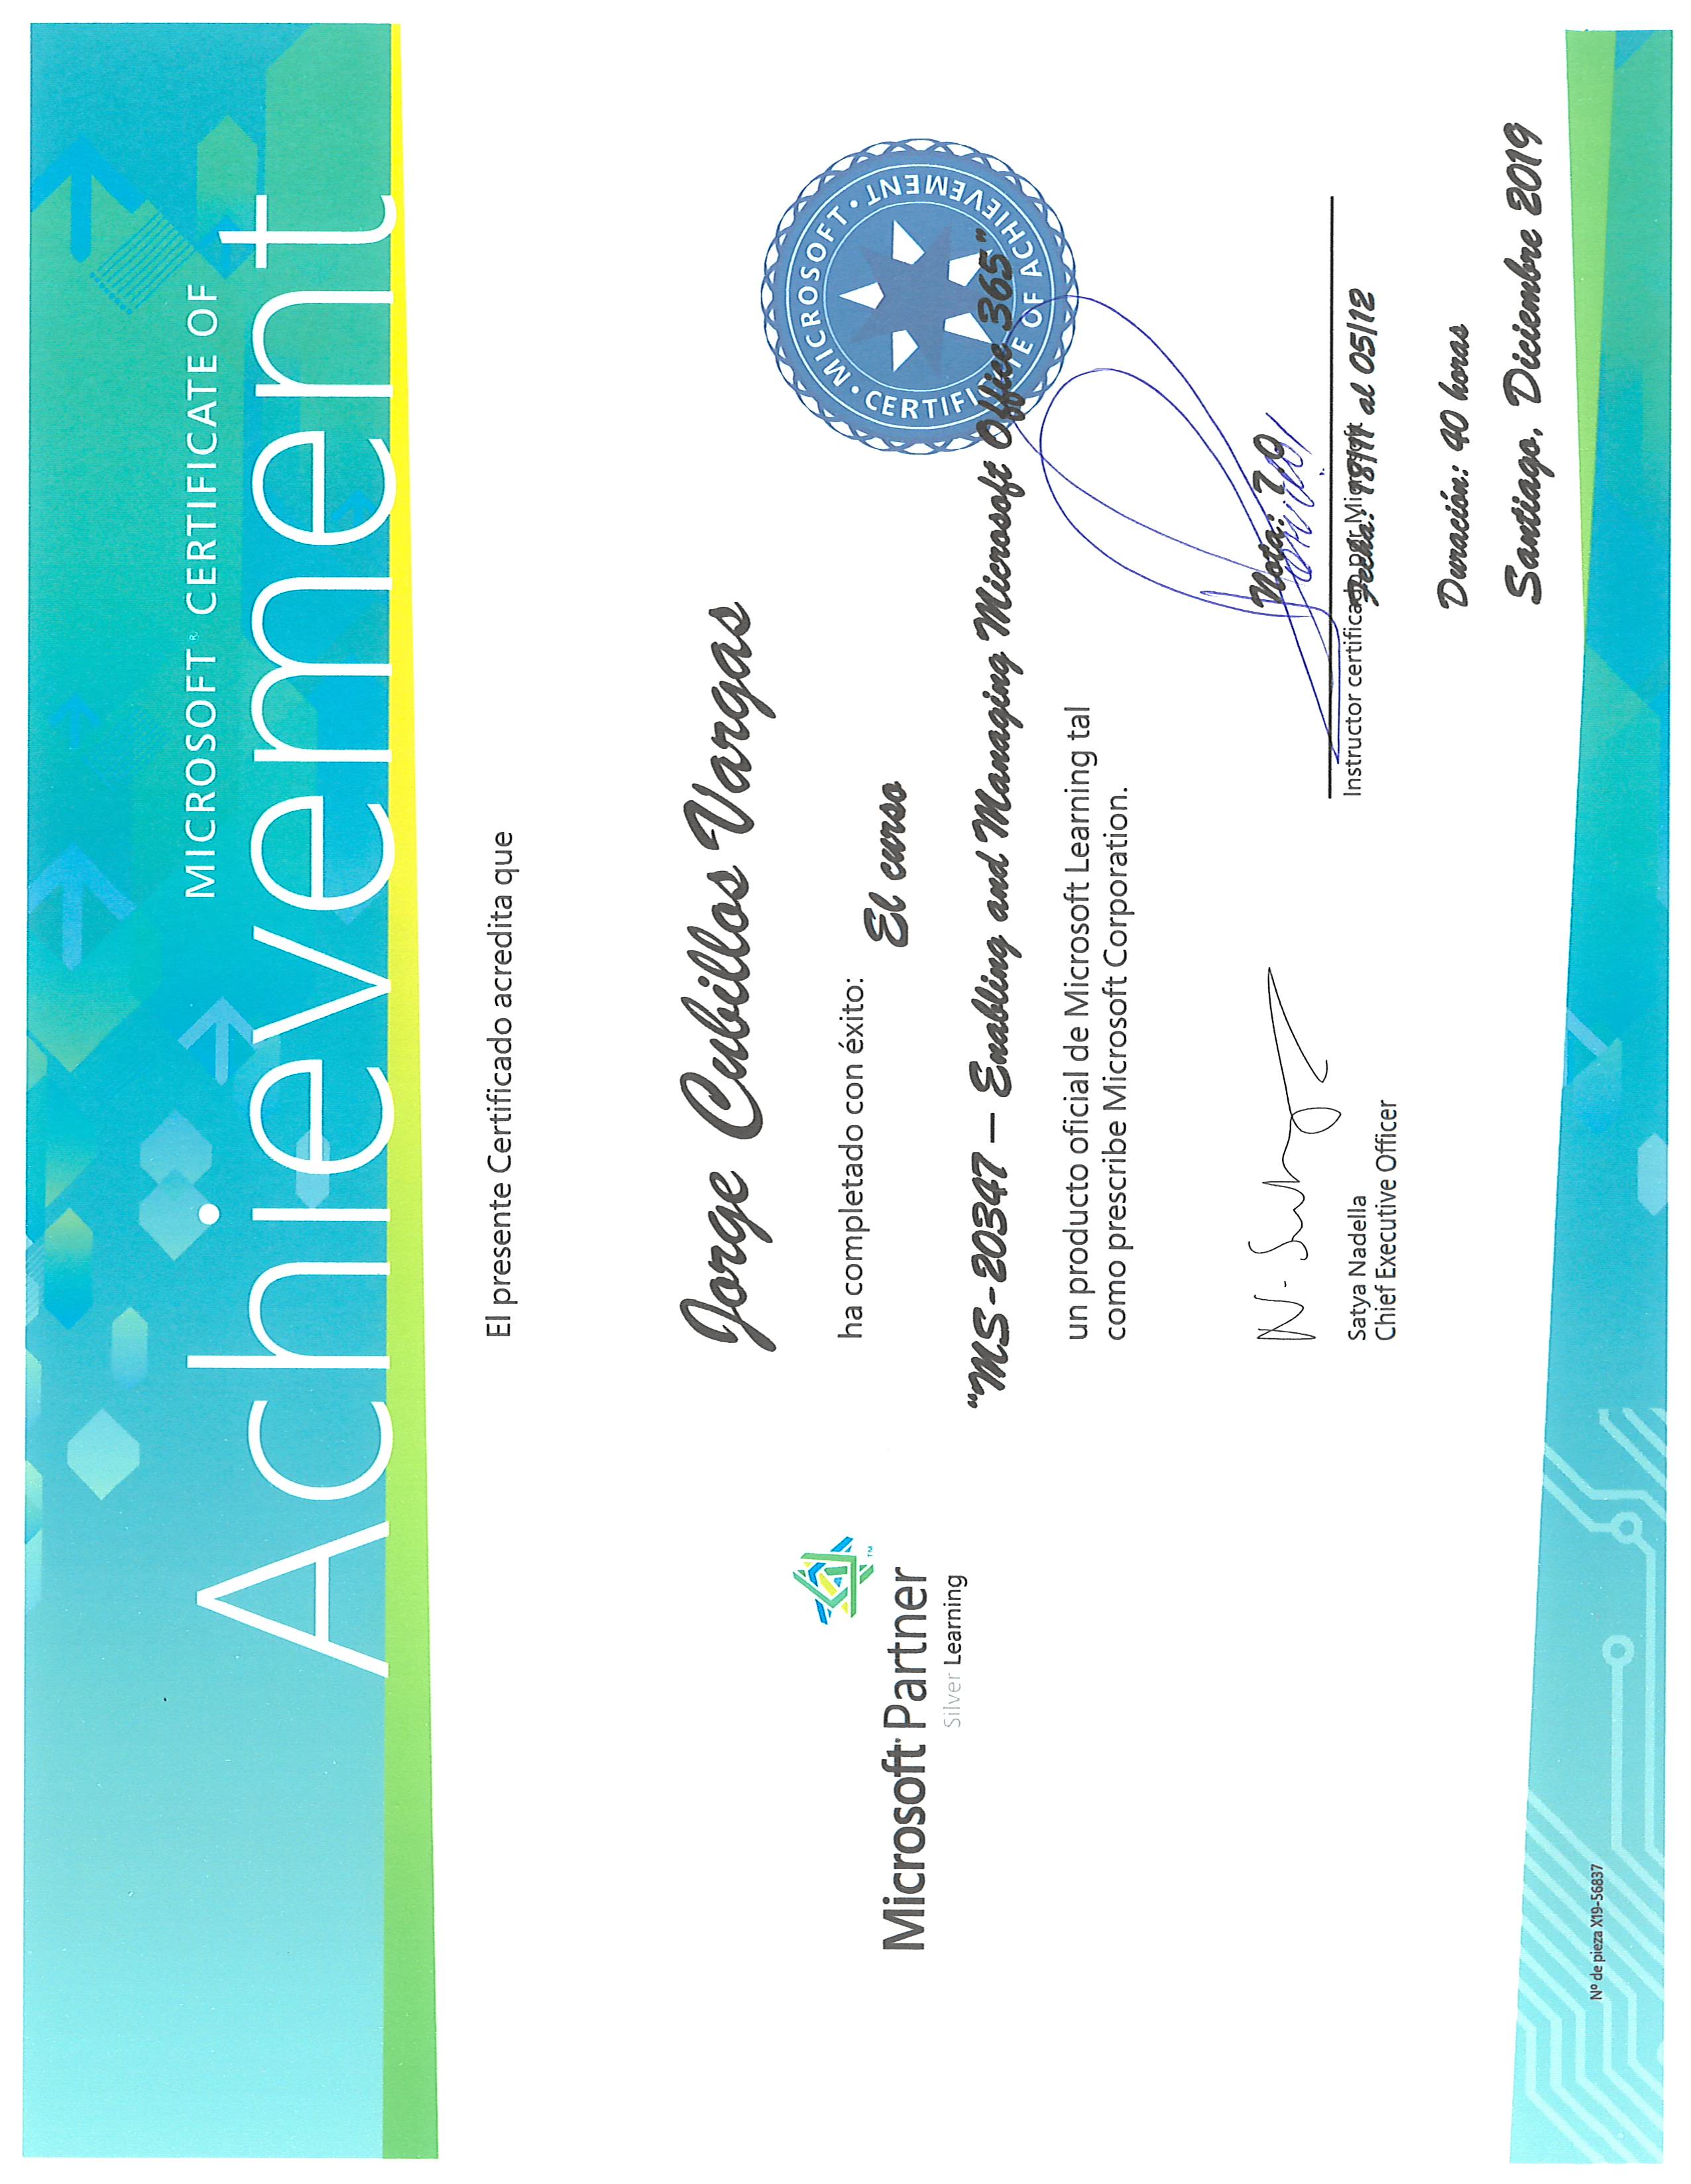 MICROSOFT® CERTIFICATE OF
Achievement
El presente Certificado acredita que
Jorge Cubillos Vargas
ha completado con éxito:
El curso
Microsoft Partner
Silver Learning
"MS-20347 – Enabling and Managing Microsoft Office 365"
MICROSOFT · CERTIFICATE OF ACHIEVEMENT ·
un producto oficial de Microsoft Learning tal
como prescribe Microsoft Corporation.
Nota: 7.0
Satya Nadella
Chief Executive Officer
Instructor certificado por Microsoft
Fecha: 18/11 al 05/12
Duración: 40 horas
Santiago, Diciembre 2019
Nº de pieza X19-56837